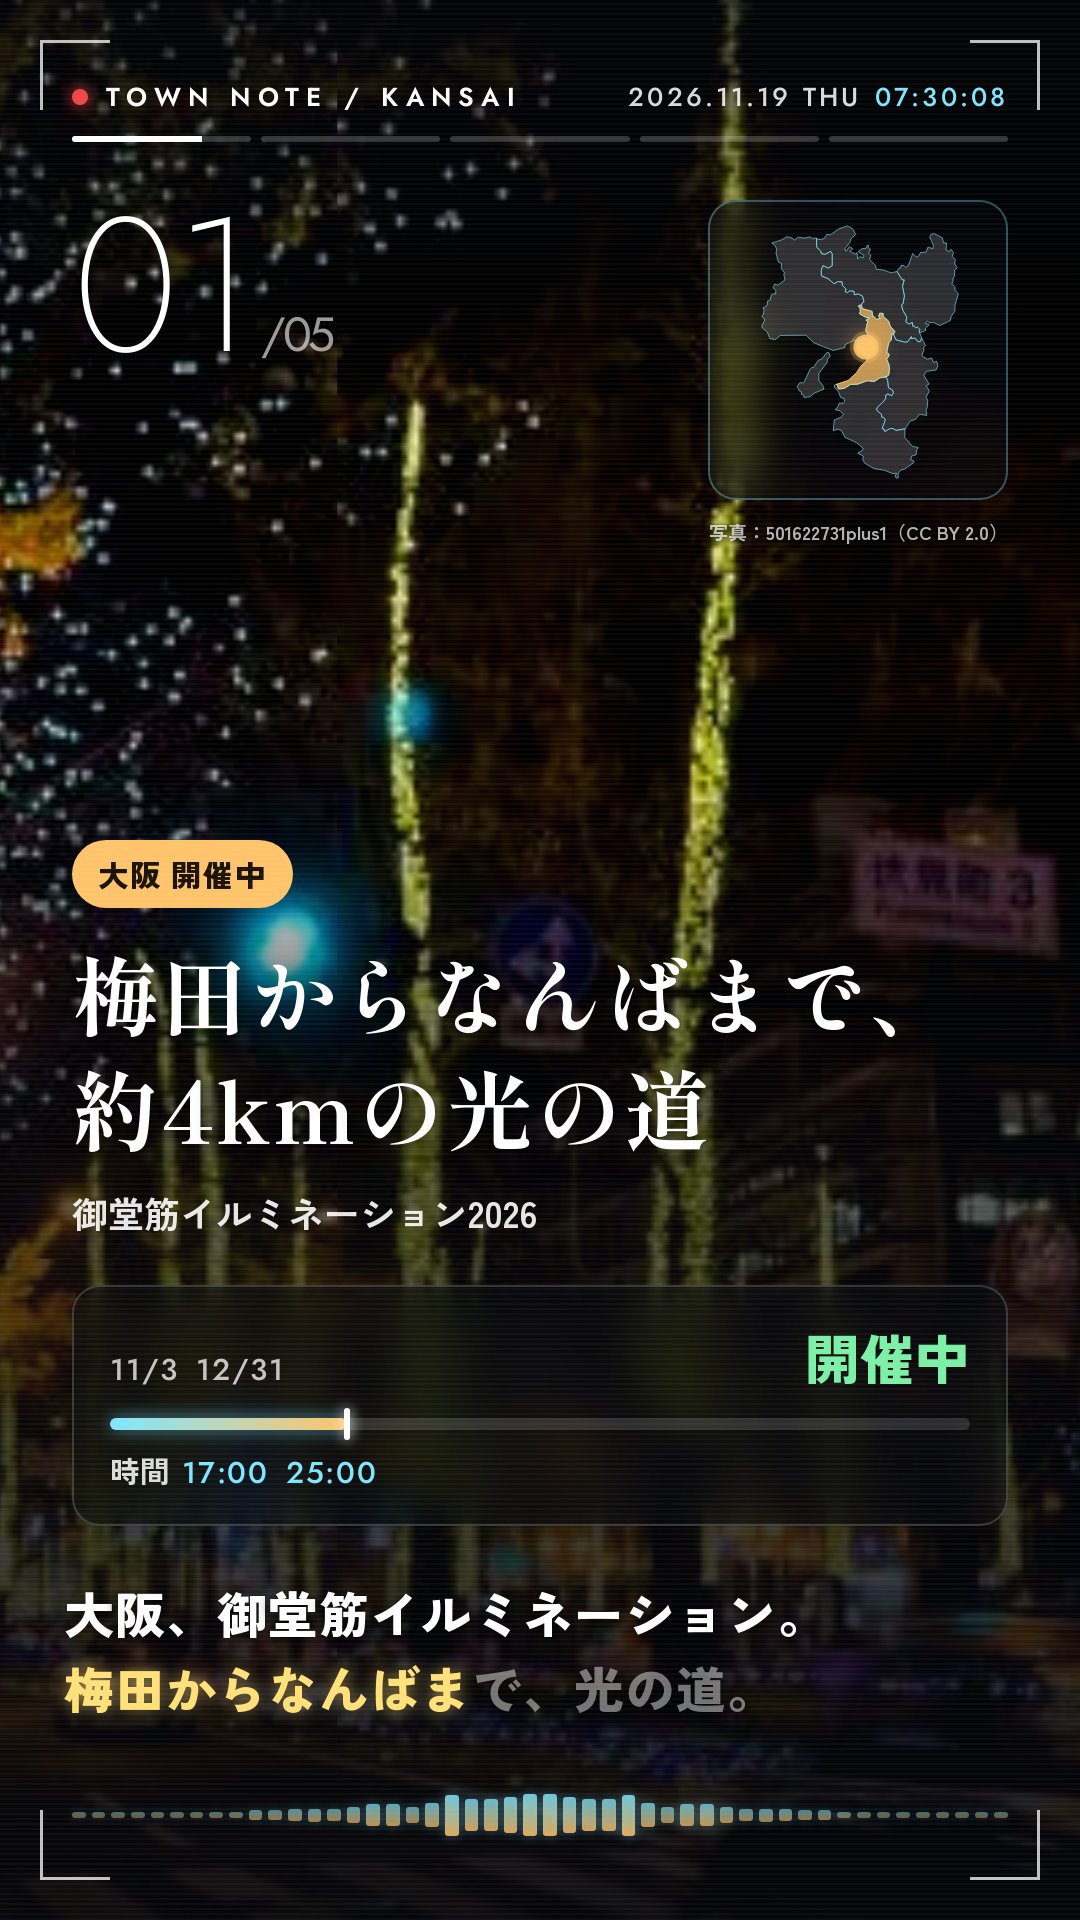 TOWN NOTE / KANSAI
2026.11.19 THU 07:30:08
01/05
写真：501622731plus1（CC BY 2.0）
大阪 開催中
梅田からなんばまで、
約4kmの光の道
御堂筋イルミネーション2026
11/3 12/31
開催中
時間 17:00 25:00
大阪、御堂筋イルミネーション。
梅田からなんばまで、光の道。